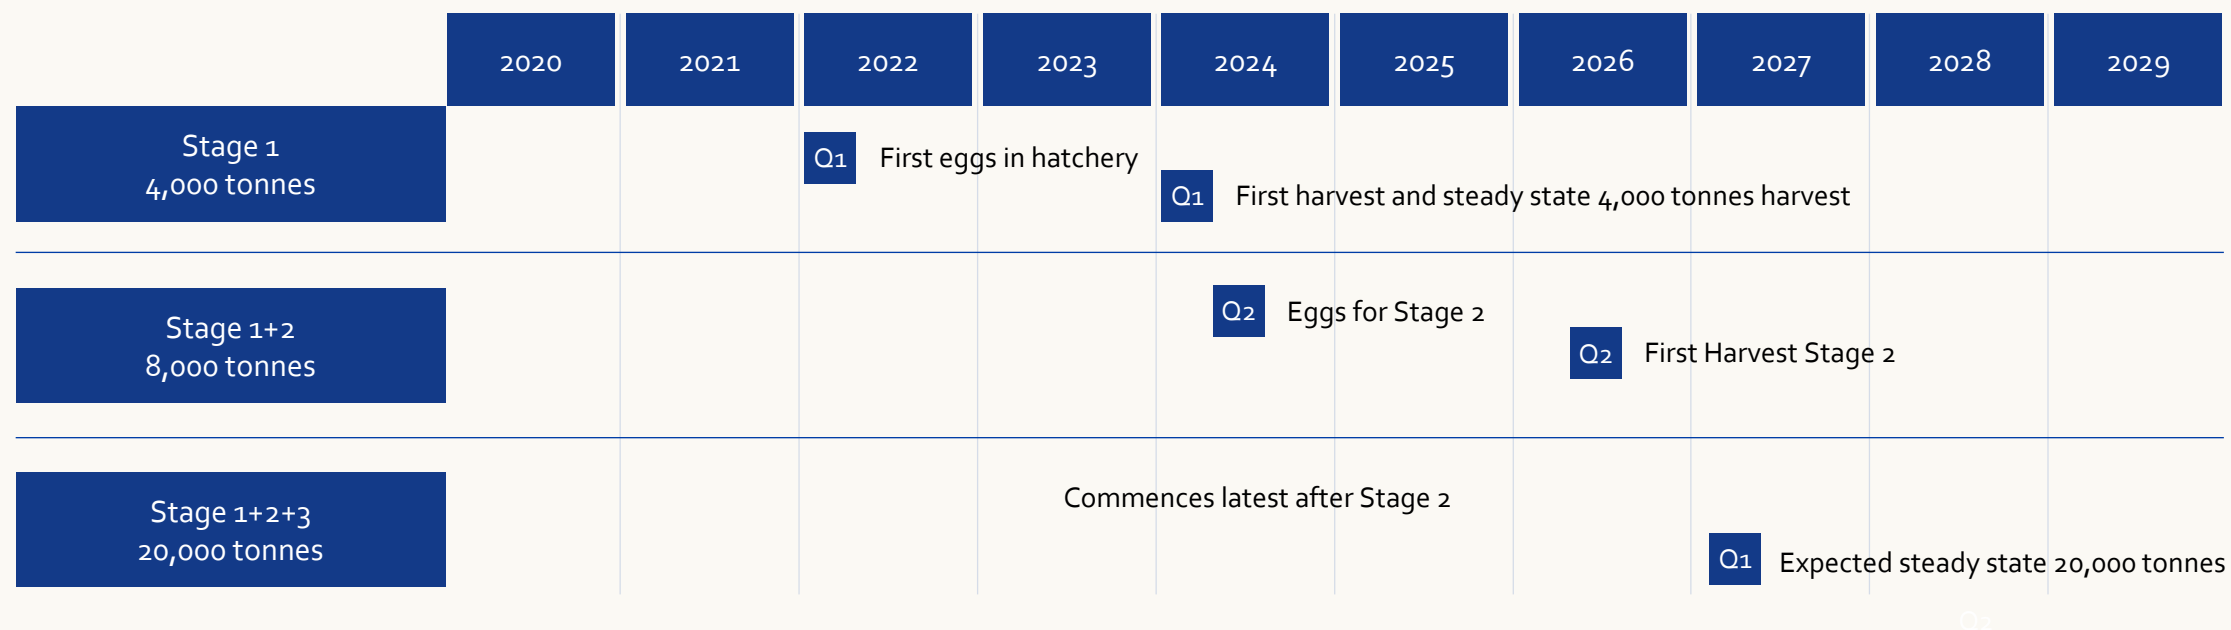 2020 2021 2022 2023 2024 2025 2026 2027 2028 2029
Stage 1
4,000 tonnes
Q1 First eggs in hatchery
Q1 First harvest and steady state 4,000 tonnes harvest
Stage 1+2
8,000 tonnes
Q2 Eggs for Stage 2
Q2 First Harvest Stage 2
Stage 1+2+3
20,000 tonnes
Commences latest after Stage 2
Q1 Expected steady state 20,000 tonnes
Q2